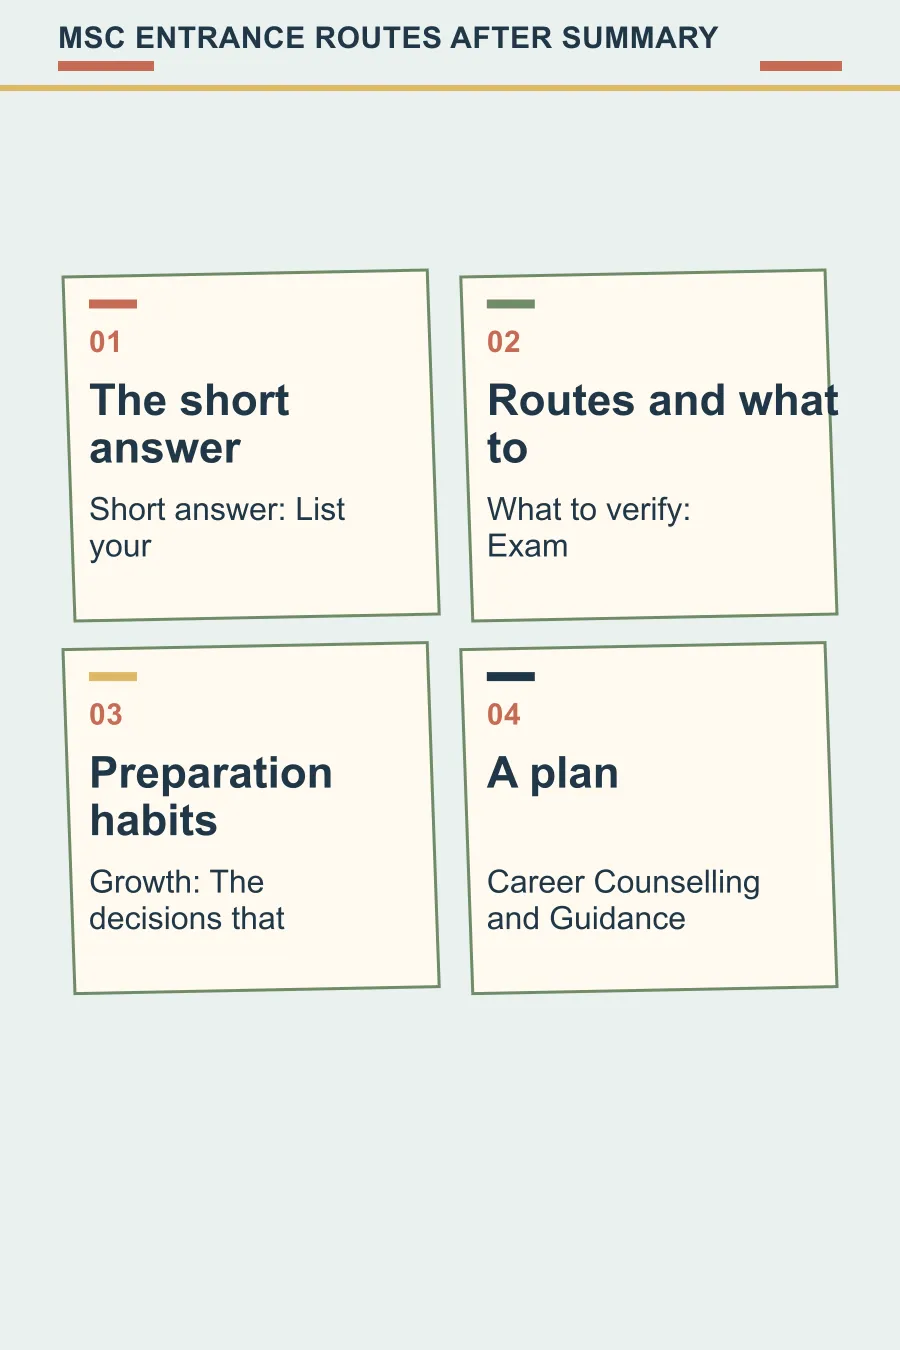 MSC ENTRANCE ROUTES AFTER SUMMARY
01
The short
answer
Short answer: List
your
02
Routes and what
to
What to verify:
Exam
03
Preparation
habits
Growth: The
decisions that
04
A plan
Career Counselling
and Guidance